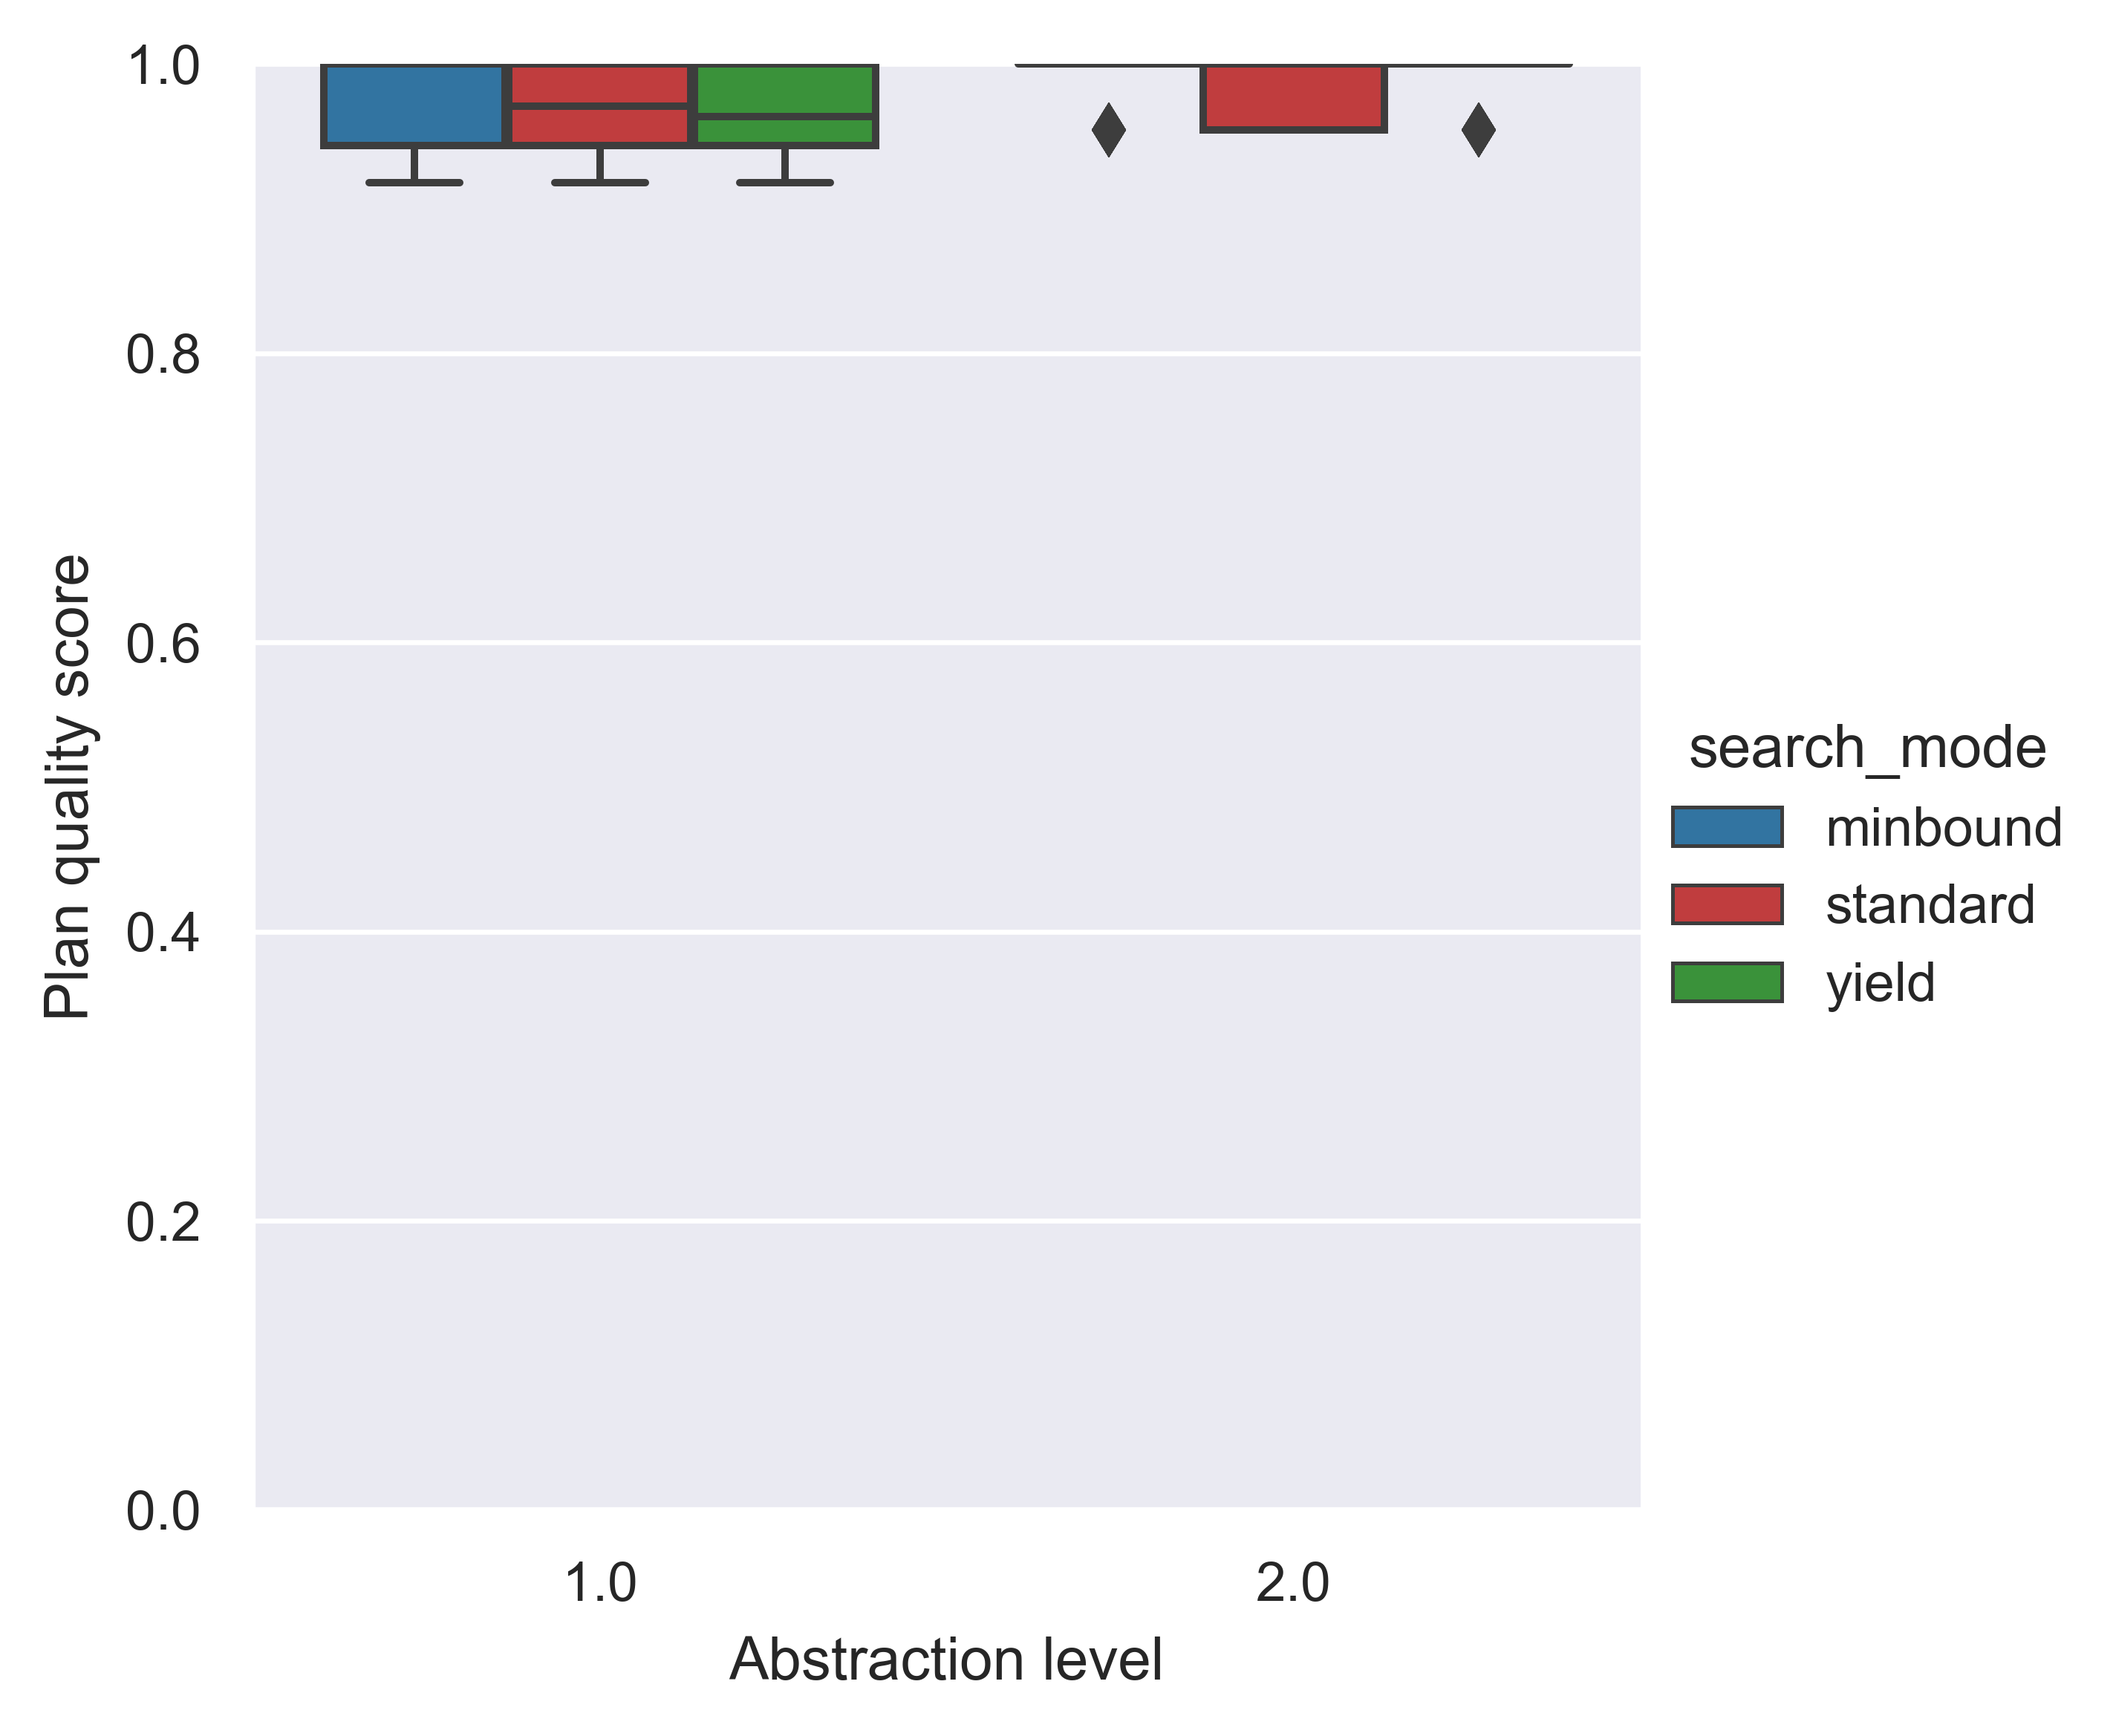 1.0
0.8
0.6
0.4
0.2
0.0
Plan quality score
1.0
2.0
Abstraction level
search_mode
minbound
standard
yield